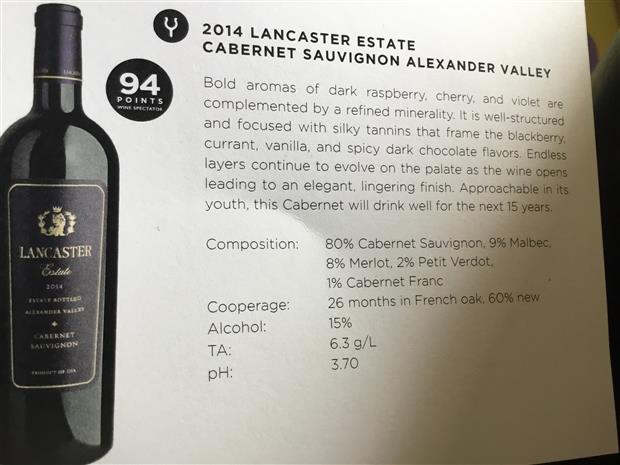 2014 LANCASTER ESTATE
CABERNET SAUVIGNON ALEXANDER VALLEY
94
POINTS
WINE SPECTATOR
Bold aromas of dark raspberry, cherry, and violet are
complemented by a refined minerality. It is well-structured
and focused with silky tannins that frame the blackberry,
currant, vanilla, and spicy dark chocolate flavors. Endless
layers continue to evolve on the palate as the wine opens
leading to an elegant, lingering finish. Approachable in its
youth, this Cabernet will drink well for the next 15 years.
Composition: 80% Cabernet Sauvignon, 9% Malbec,
8% Merlot, 2% Petit Verdot,
1% Cabernet Franc
Cooperage: 26 months in French oak, 60% new
Alcohol: 15%
TA: 6.3 g/L
pH: 3.70
LANCASTER
Estate
2014
ESTATE BOTTLED
ALEXANDER VALLEY
CABERNET
SAUVIGNON
PRODUCT OF USA